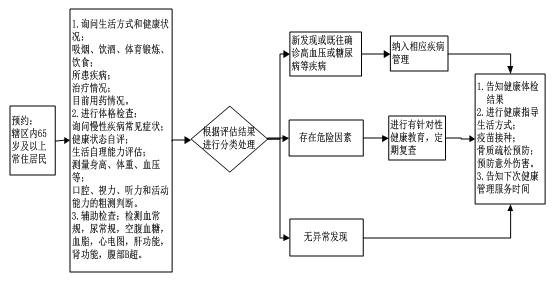 预约:
辖区内65
岁及以上
常住居民
1.询问生活方式和健康状
况:
吸烟、饮酒、体育锻炼、
饮食;
所患疾病;
治疗情况;
目前用药情况。
2.进行体格检查:
询问慢性疾病常见症状;
健康状态自评;
生活自理能力评估;
测量身高、体重、血压
等;
口腔、视力、听力和活动
能力的粗测判断。
3.辅助检查:检测血常
规,尿常规,空腹血糖,
血脂,心电图,肝功能,
肾功能,腹部B超。
根据评估结果
进行分类处理
新发现或既往确
诊高血压或糖尿
病等疾病
纳入相应疾病
管理
存在危险因素
进行有针对性
健康教育,定
期复查
无异常发现
1.告知健康体检
结果
2.进行健康指导
生活方式;
疫苗接种;
骨质疏松预防;
预防意外伤害。
3.告知下次健康
管理服务时间